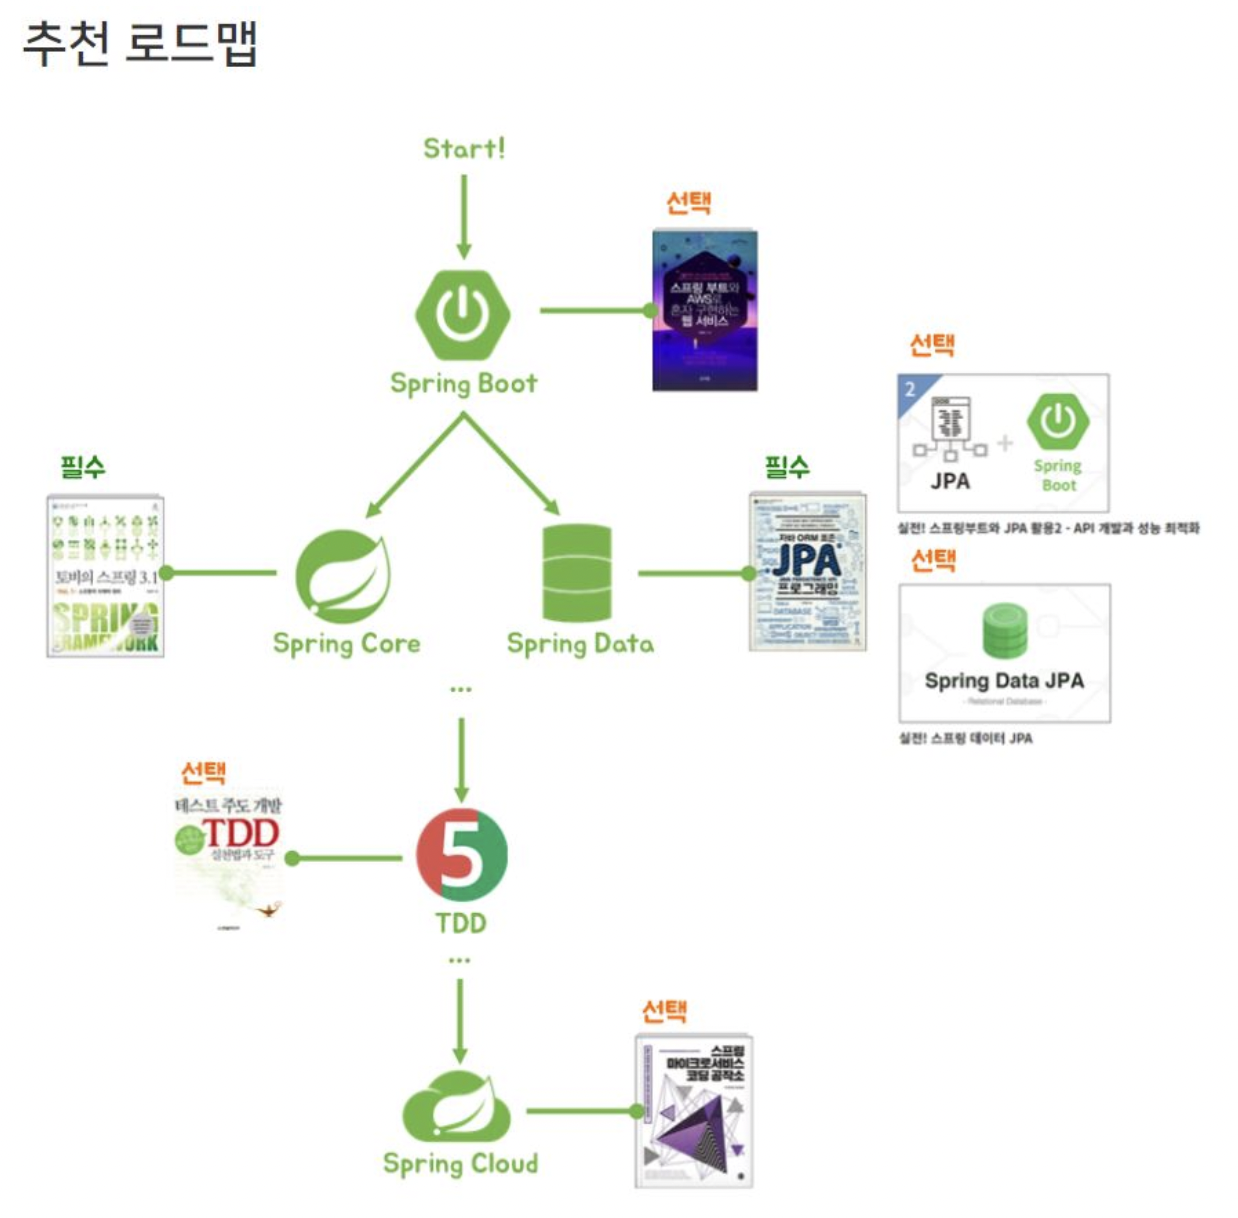 추천 로드맵
Start!
선택
스프링 부트와
AWS로
혼자 구현하는
웹 서비스
Spring Boot
선택
2
JPA
+
Spring
Boot
실전! 스프링부트와 JPA 활용2 - API 개발과 성능 최적화
필수
토비의 스프링 3.1
SPRING
FRAMEWORK
Spring Core
Spring Data
필수
자바 ORM 표준
JPA
프로그래밍
선택
Spring Data JPA
- Relational Database -
실전! 스프링 데이터 JPA
...
선택
테스트 주도 개발
TDD
실천법과 도구
5
TDD
...
선택
스프링
마이크로서비스
코딩 공작소
Spring Cloud